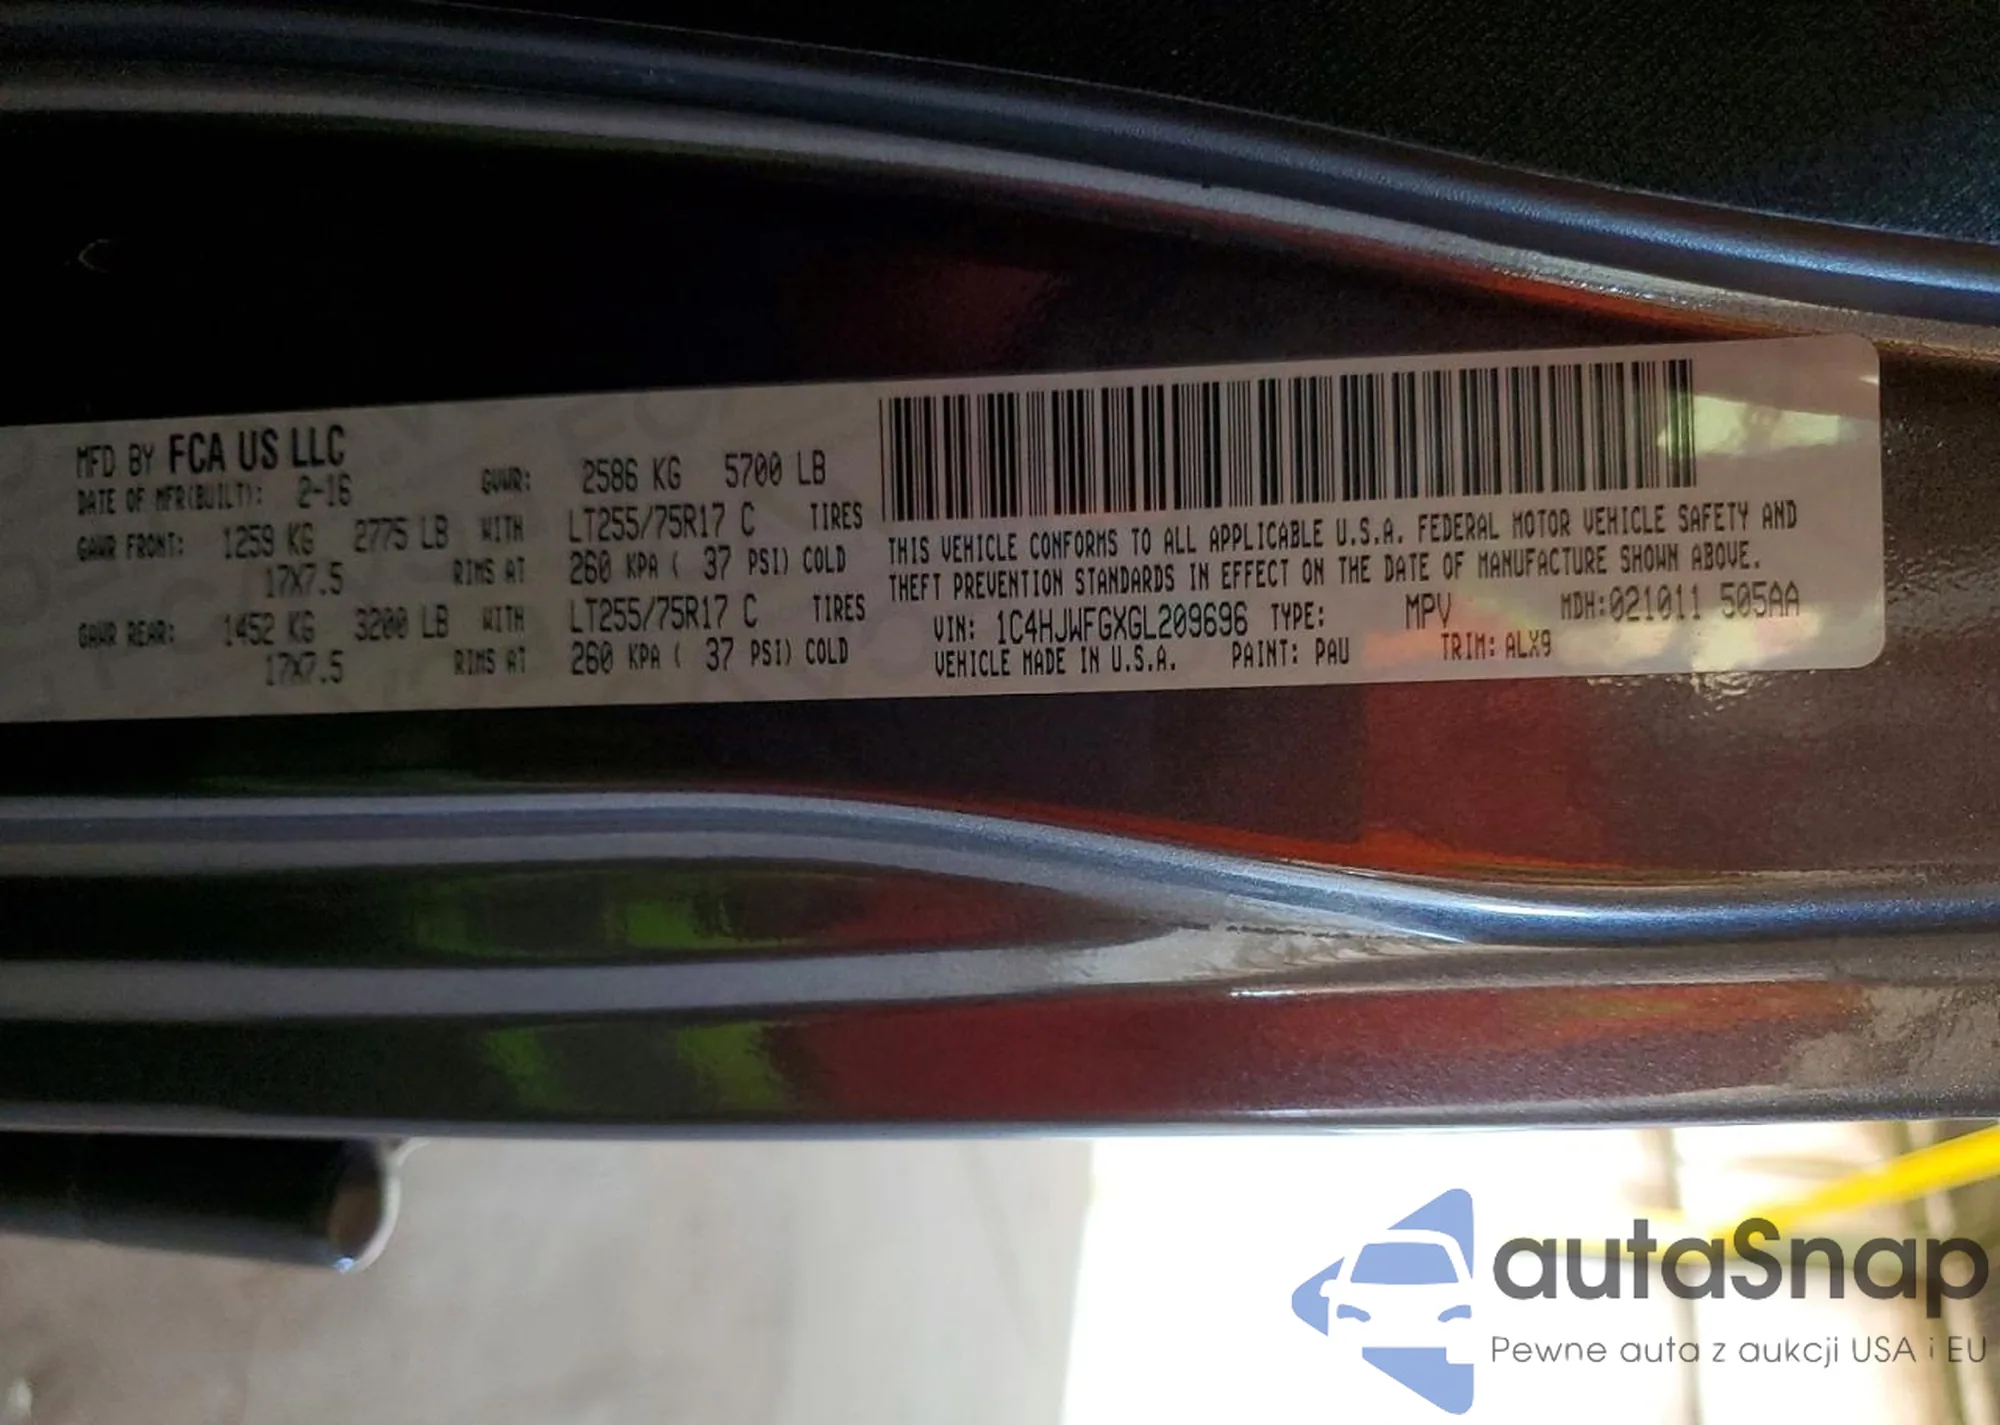 MFD BY FCA US LLC
DATE OF MFR(BUILT): 2-16 GVWR: 2586 KG 5700 LB
GAWR FRONT: 1259 KG 2775 LB WITH LT255/75R17 C TIRES
17X7.5 RIMS AT 260 KPA ( 37 PSI) COLD
GAWR REAR: 1452 KG 3200 LB WITH LT255/75R17 C TIRES
17X7.5 RIMS AT 260 KPA ( 37 PSI) COLD
THIS VEHICLE CONFORMS TO ALL APPLICABLE U.S.A. FEDERAL MOTOR VEHICLE SAFETY AND
THEFT PREVENTION STANDARDS IN EFFECT ON THE DATE OF MANUFACTURE SHOWN ABOVE.
VIN: 1C4HJWFGXGL209696 TYPE: MPV MDH:021011 505AA
VEHICLE MADE IN U.S.A. PAINT: PAU TRIM: ALX9
autaSnap
Pewne auta z aukcji USA i EU